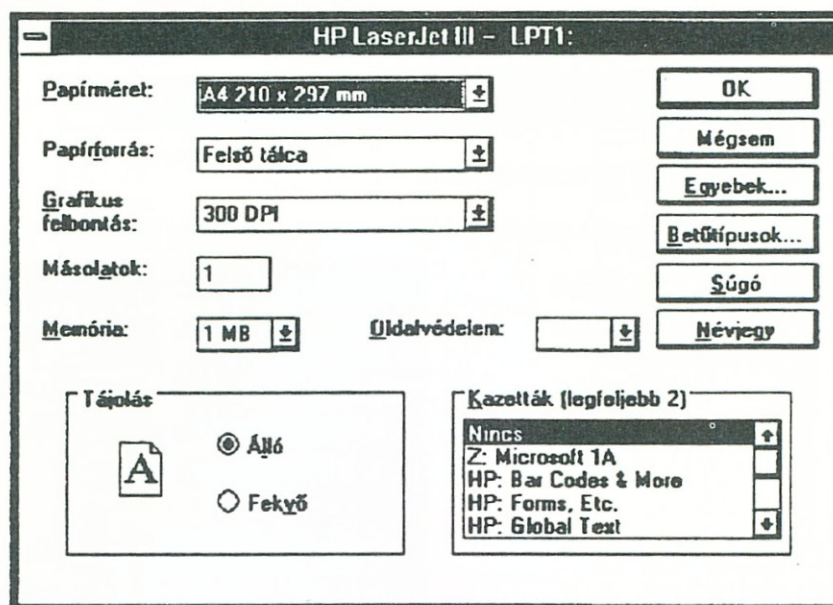 HP LaserJet III - LPT1:
Papírméret: A4 210 x 297 mm
OK
Papírforrás: Felső tálca
Mégsem
Egyebek...
Grafikus
felbontás: 300 DPI
Betűtípusok...
Másolatok: 1
Súgó
Memória: 1 MB Oldalvédelem:
Névjegy
Tájolás
A
Álló
Fekvő
Kazetták (legfeljebb 2)
Nincs
Z: Microsoft 1A
HP: Bar Codes & More
HP: Forms, Etc.
HP: Global Text